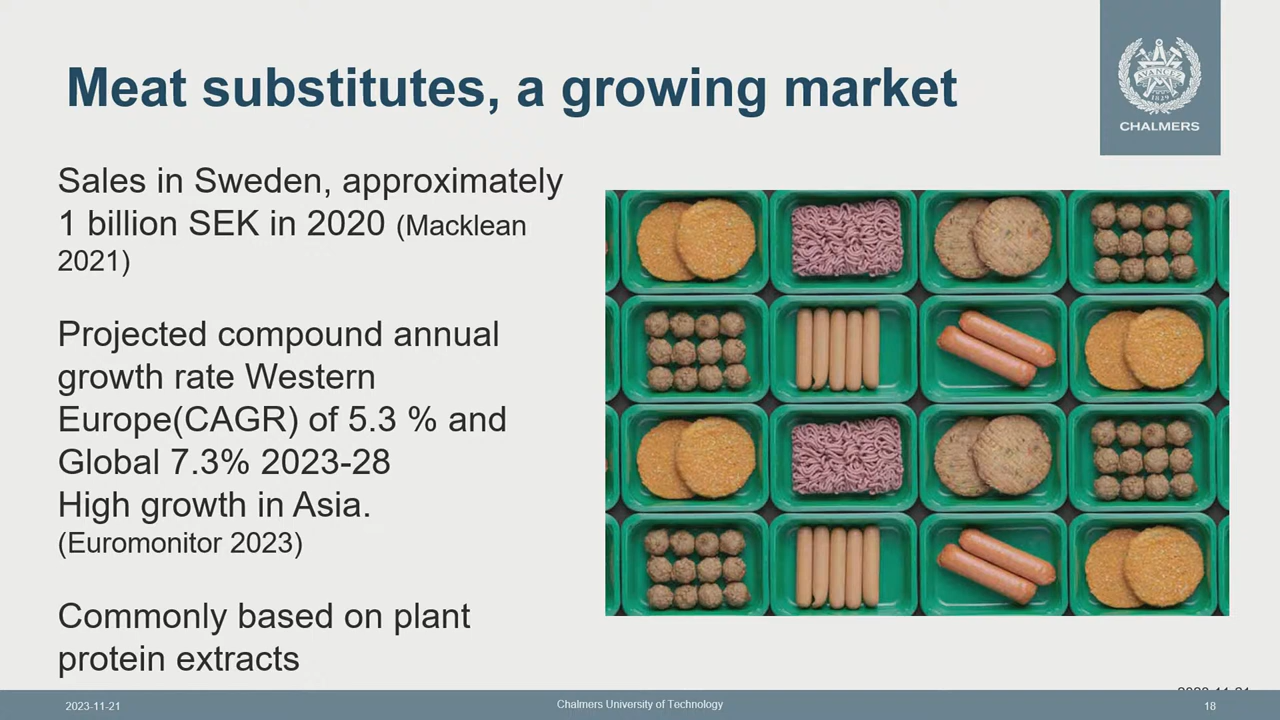 Meat substitutes, a growing market
AVANCEZ
1829
CHALMERS
Sales in Sweden, approximately
1 billion SEK in 2020 (Macklean
2021)
Projected compound annual
growth rate Western
Europe(CAGR) of 5.3 % and
Global 7.3% 2023-28
High growth in Asia.
(Euromonitor 2023)
Commonly based on plant
protein extracts
2023-11-21
Chalmers University of Technology
18